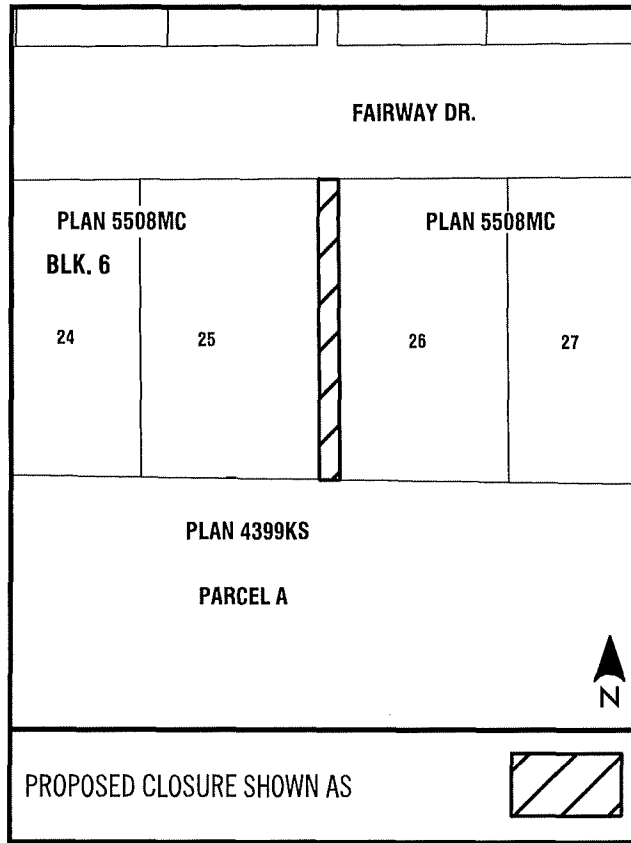 FAIRWAY DR.
PLAN 5508MC
PLAN 5508MC
BLK. 6
24
25
26
27
PLAN 4399KS
PARCEL A
N
PROPOSED CLOSURE SHOWN AS